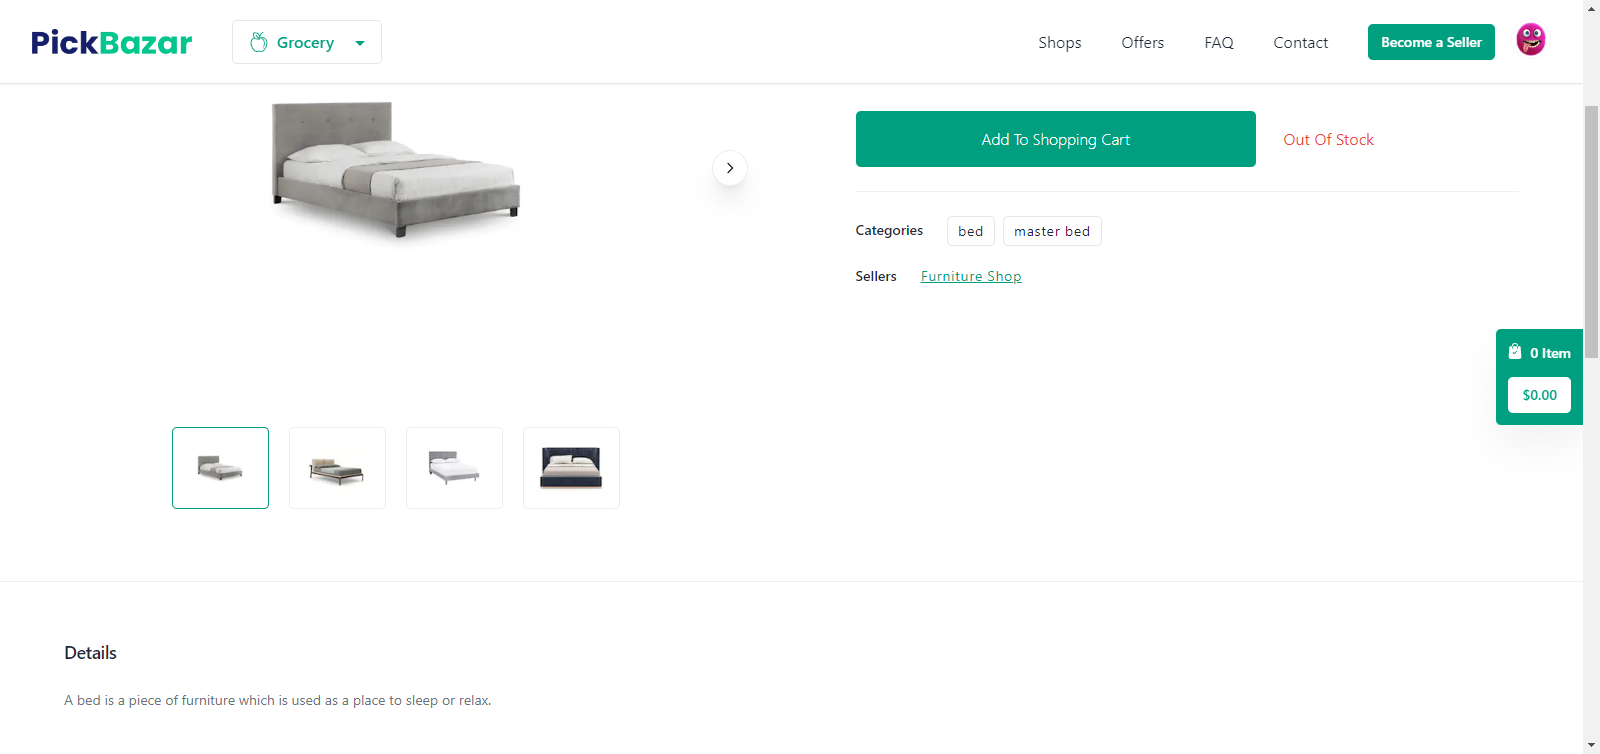 PickBazar
Grocery
Shops
Offers
FAQ
Contact
Become a Seller
Add To Shopping Cart
Out Of Stock
Categories
bed
master bed
Sellers
Furniture Shop
0 Item
$0.00
Details
A bed is a piece of furniture which is used as a place to sleep or relax.